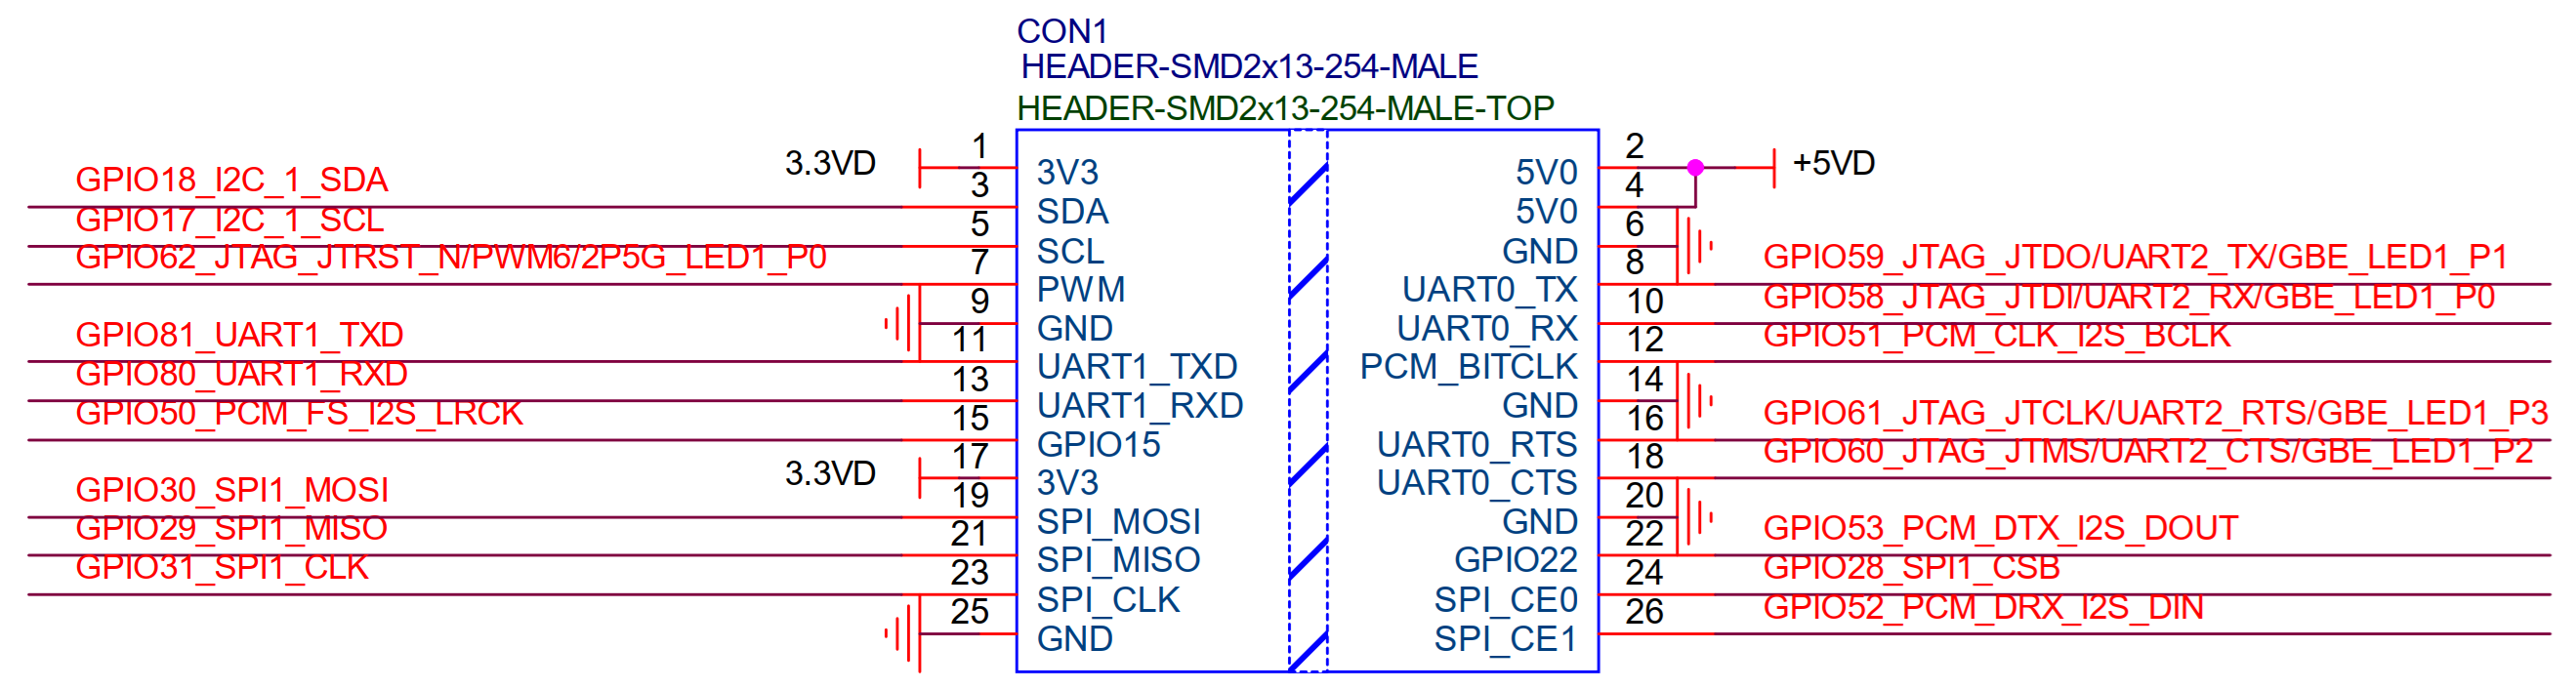 CON1
HEADER-SMD2x13-254-MALE
HEADER-SMD2x13-254-MALE-TOP
3.3VD 1 3V3 5V0 2 +5VD
GPIO18_I2C_1_SDA 3 SDA 5V0 4
GPIO17_I2C_1_SCL 5 SCL GND 6
GPIO62_JTAG_JTRST_N/PWM6/2P5G_LED1_P0 7 PWM UART0_TX 8 GPIO59_JTAG_JTDO/UART2_TX/GBE_LED1_P1
9 GND UART0_RX 10 GPIO58_JTAG_JTDI/UART2_RX/GBE_LED1_P0
GPIO81_UART1_TXD 11 UART1_TXD PCM_BITCLK 12 GPIO51_PCM_CLK_I2S_BCLK
GPIO80_UART1_RXD 13 UART1_RXD GND 14
GPIO50_PCM_FS_I2S_LRCK 15 GPIO15 UART0_RTS 16 GPIO61_JTAG_JTCLK/UART2_RTS/GBE_LED1_P3
3.3VD 17 3V3 UART0_CTS 18 GPIO60_JTAG_JTMS/UART2_CTS/GBE_LED1_P2
GPIO30_SPI1_MOSI 19 SPI_MOSI GND 20
GPIO29_SPI1_MISO 21 SPI_MISO GPIO22 22 GPIO53_PCM_DTX_I2S_DOUT
GPIO31_SPI1_CLK 23 SPI_CLK SPI_CE0 24 GPIO28_SPI1_CSB
25 GND SPI_CE1 26 GPIO52_PCM_DRX_I2S_DIN